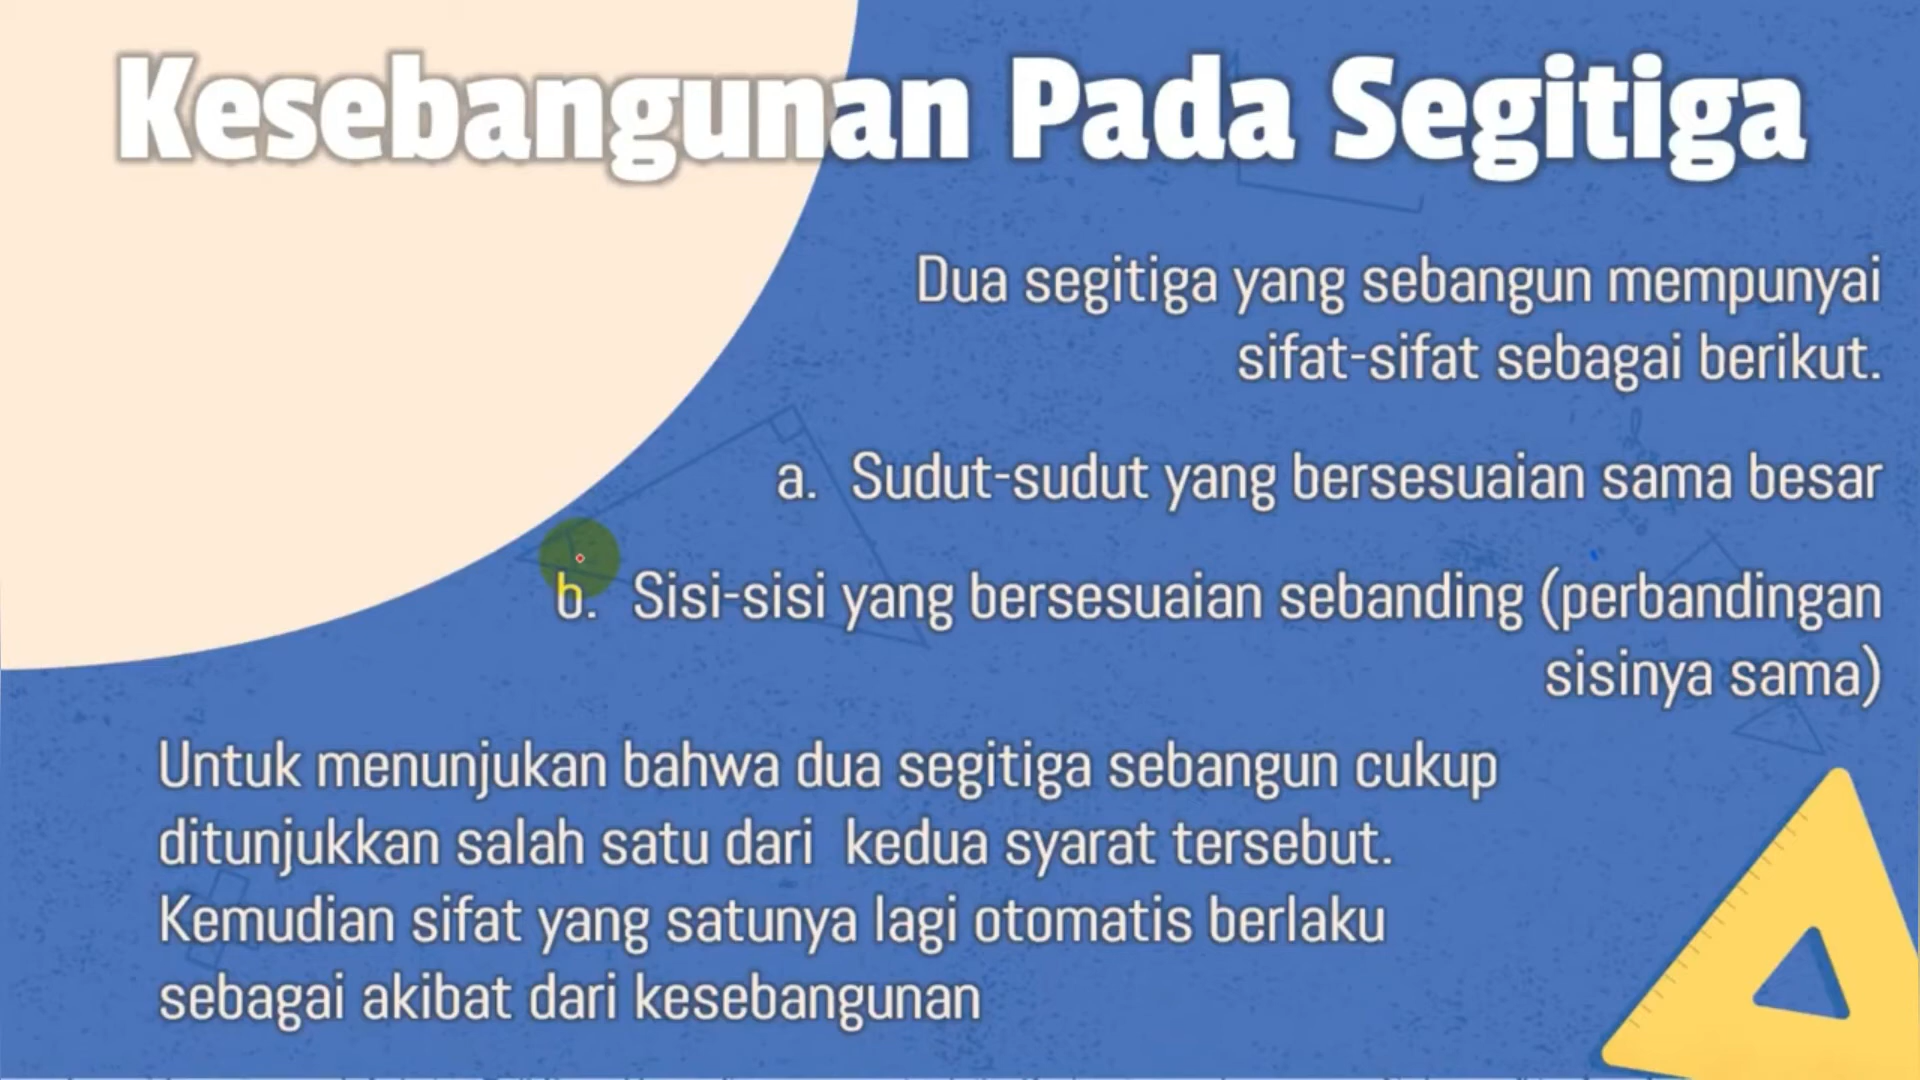 Kesebangunan Pada Segitiga
Dua segitiga yang sebangun mempunyai
sifat-sifat sebagai berikut.
a. Sudut-sudut yang bersesuaian sama besar
b. Sisi-sisi yang bersesuaian sebanding (perbandingan
sisinya sama)
Untuk menunjukan bahwa dua segitiga sebangun cukup
ditunjukkan salah satu dari kedua syarat tersebut.
Kemudian sifat yang satunya lagi otomatis berlaku
sebagai akibat dari kesebangunan